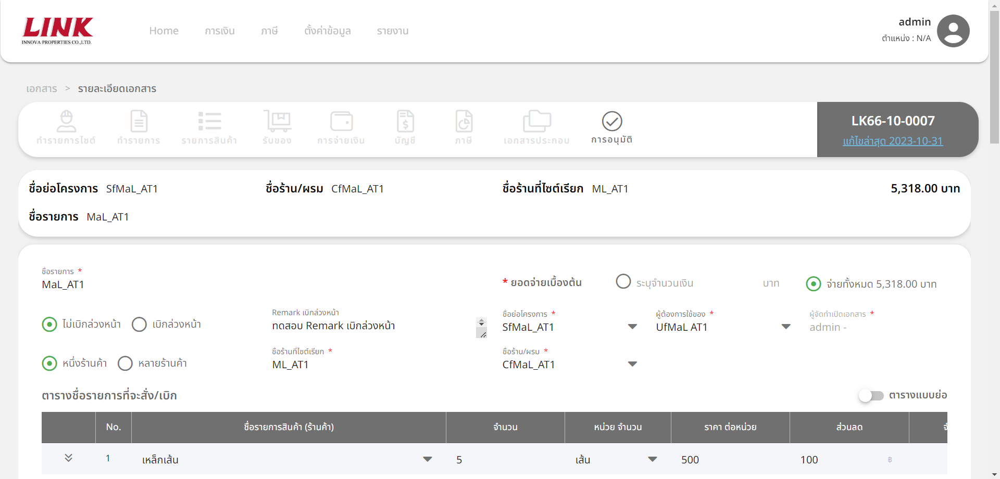 LINK
INNOVA PROPERTIES CO.,LTD.
Home การเงิน ภาษี ตั้งค่าข้อมูล รายงาน
admin
ตำแหน่ง : N/A
เอกสาร > รายละเอียดเอกสาร
ทำรายการไซต์ ทำรายการ รายการสินค้า รับของ การจ่ายเงิน บัญชี ภาษี เอกสารประกอบ การอนุมัติ
LK66-10-0007
แก้ไขล่าสุด 2023-10-31
ชื่อย่อโครงการ SfMaL_AT1 ชื่อร้าน/ผรม CfMaL_AT1 ชื่อร้านที่ไซต์เรียก ML_AT1 5,318.00 บาท
ชื่อรายการ MaL_AT1
ชื่อรายการ *
MaL_AT1
* ยอดจ่ายเบื้องต้น ระบุจำนวนเงิน บาท จ่ายทั้งหมด 5,318.00 บาท
ไม่เบิกล่วงหน้า เบิกล่วงหน้า
Remark เบิกล่วงหน้า
ทดสอบ Remark เบิกล่วงหน้า
ชื่อย่อโครงการ *
SfMaL_AT1
ผู้ต้องการใช้ของ *
UfMaL AT1
ผู้จัดทำเปิดเอกสาร *
admin -
หนึ่งร้านค้า หลายร้านค้า
ชื่อร้านที่ไซต์เรียก *
ML_AT1
ชื่อร้าน/ผรม *
CfMaL_AT1
ตารางชื่อรายการที่จะสั่ง/เบิก ตารางแบบย่อ
No. ชื่อรายการสินค้า (ร้านค้า) จำนวน หน่วย จำนวน ราคา ต่อหน่วย ส่วนลด
1 เหล็กเส้น 5 เส้น 500 100 ฿